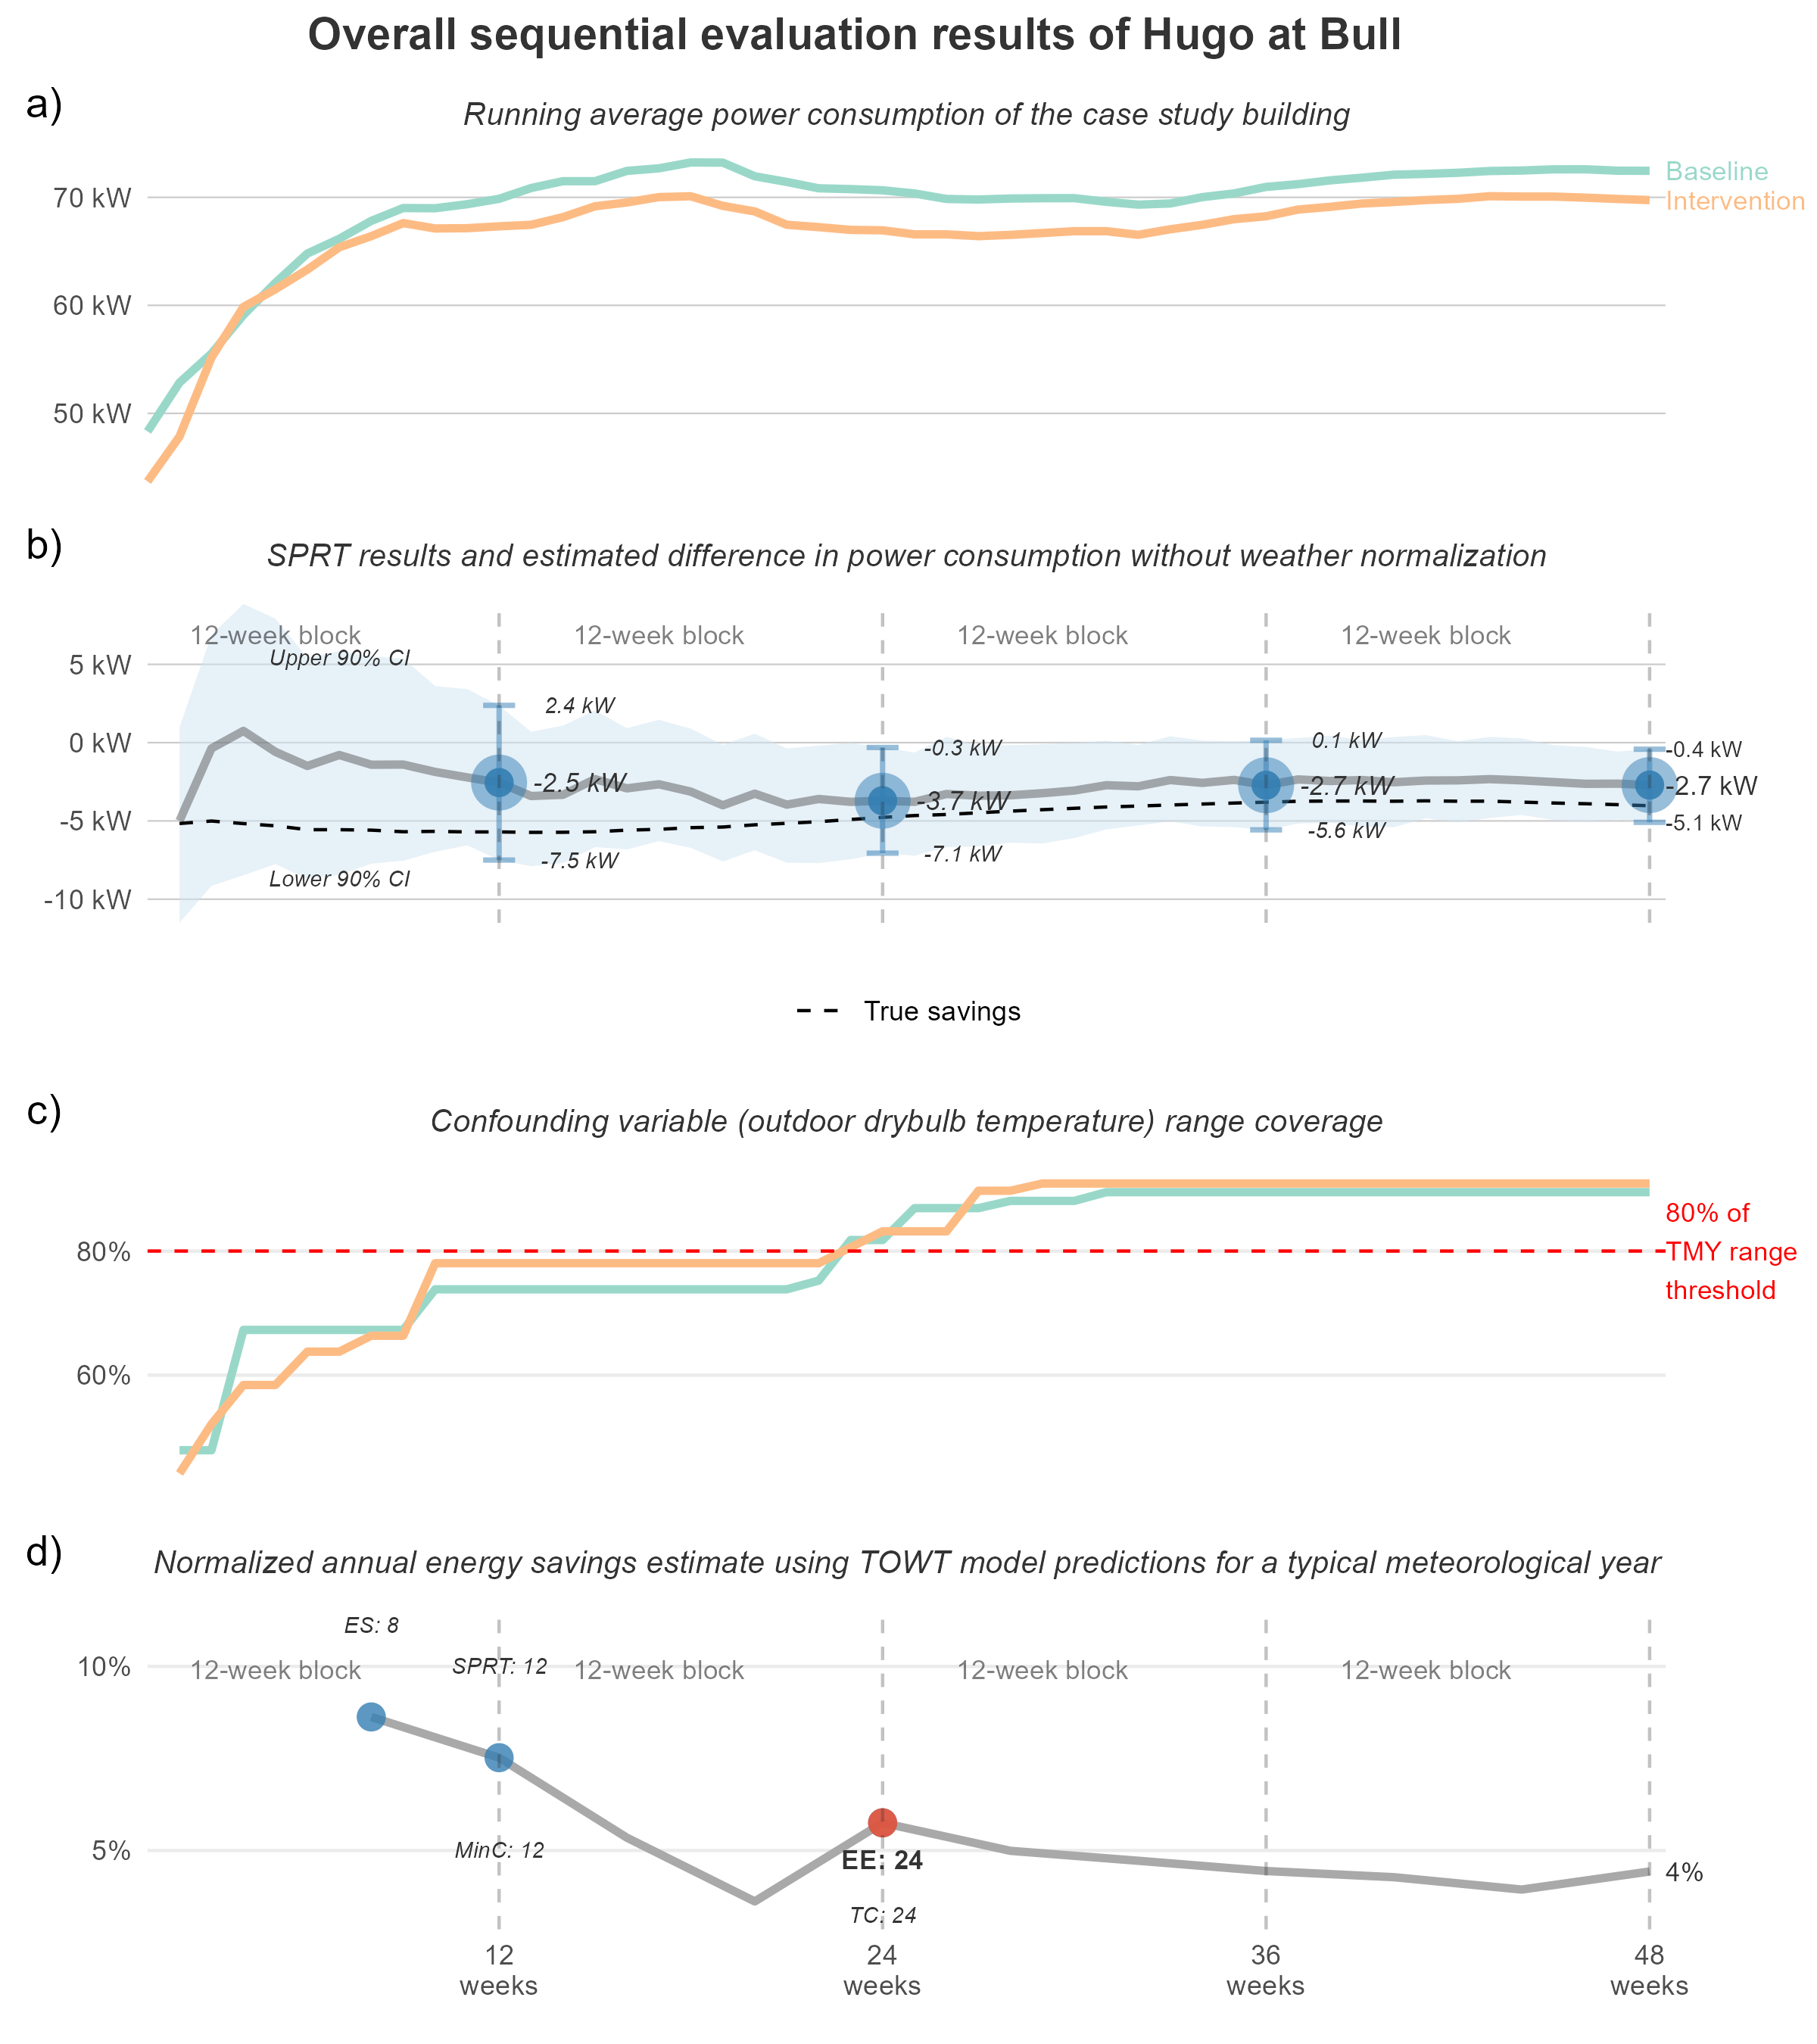 Overall sequential evaluation results of Hugo at Bull
a)
Running average power consumption of the case study building
70 kW
60 kW
50 kW
Baseline
Intervention
b)
SPRT results and estimated difference in power consumption without weather normalization
12-week block
12-week block
12-week block
12-week block
5 kW
0 kW
-5 kW
-10 kW
Upper 90% CI
Lower 90% CI
2.4 kW
-2.5 kW
-7.5 kW
-0.3 kW
-3.7 kW
-7.1 kW
0.1 kW
-2.7 kW
-5.6 kW
-0.4 kW
-2.7 kW
-5.1 kW
True savings
c)
Confounding variable (outdoor drybulb temperature) range coverage
80%
60%
80% of
TMY range
threshold
d)
Normalized annual energy savings estimate using TOWT model predictions for a typical meteorological year
ES: 8
SPRT: 12
10%
12-week block
12-week block
12-week block
12-week block
5%
MinC: 12
EE: 24
TC: 24
4%
12
weeks
24
weeks
36
weeks
48
weeks